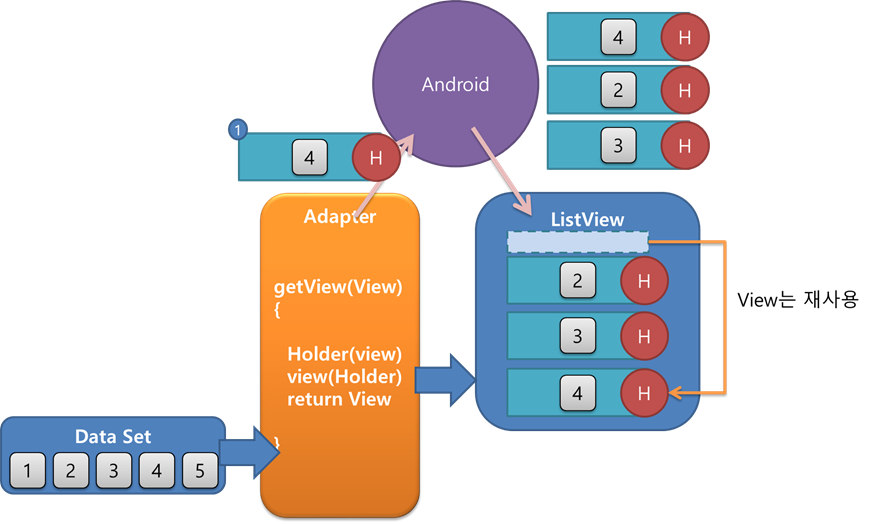 Android
4 H
2 H
3 H
1
4 H
Adapter
getView(View)
{
Holder(view)
view(Holder)
return View
}
ListView
2 H
3 H
4 H
View는 재사용
Data Set
1 2 3 4 5